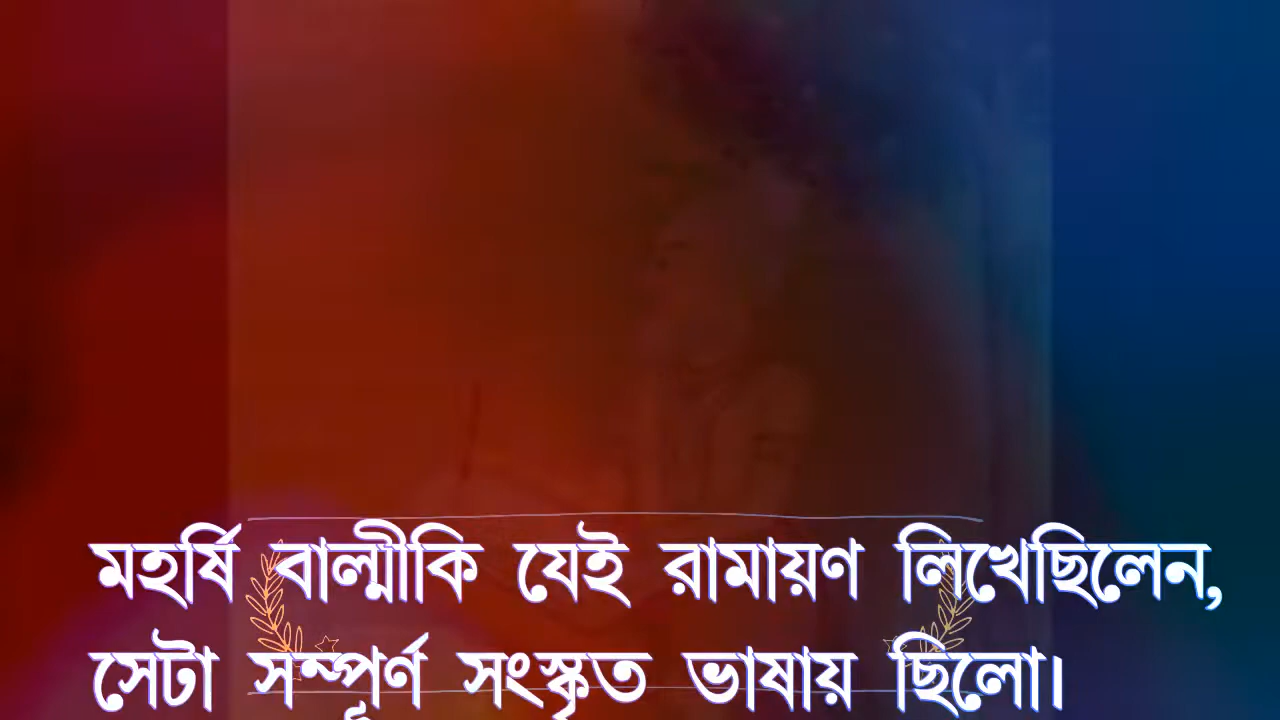 মহর্ষি বাল্মীকি যেই রামায়ণ লিখেছিলেন,
সেটা সম্পূর্ণ সংস্কৃত ভাষায় ছিলো।